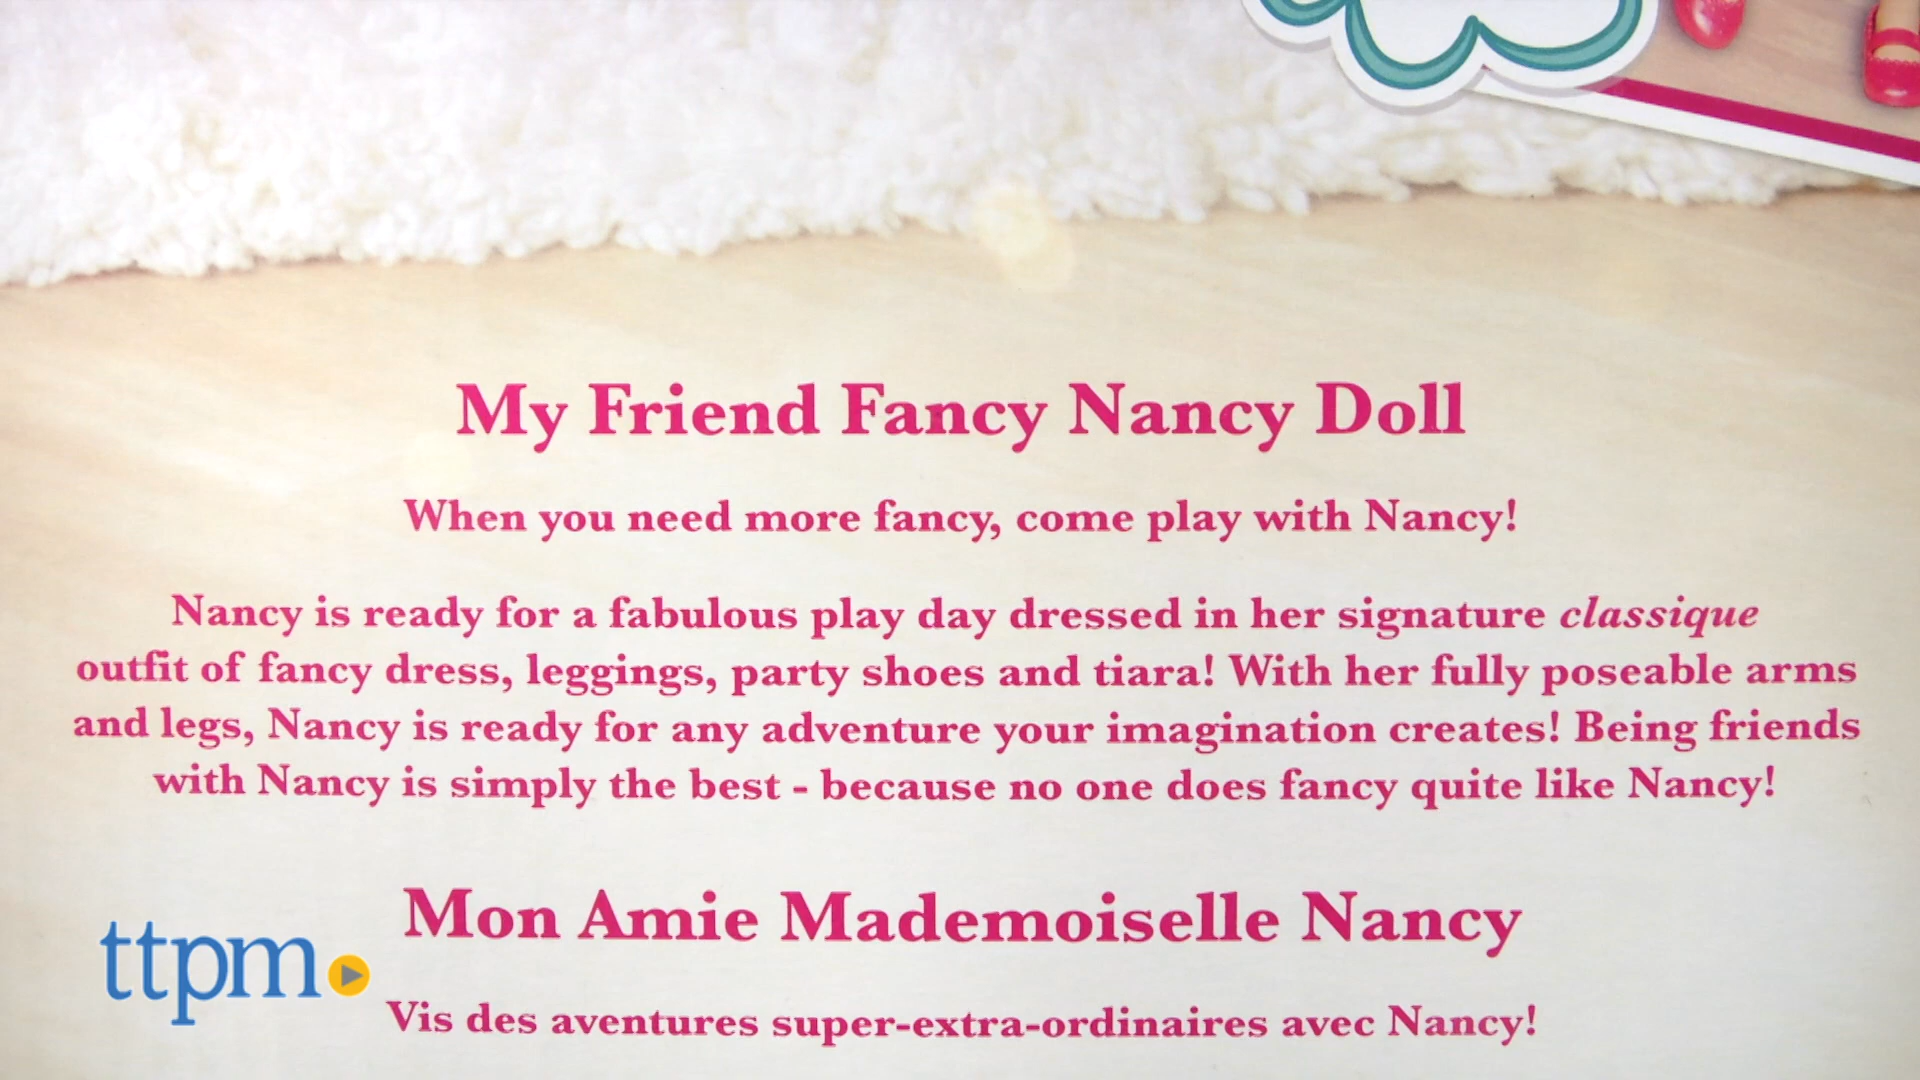 My Friend Fancy Nancy Doll
When you need more fancy, come play with Nancy!
Nancy is ready for a fabulous play day dressed in her signature classique
outfit of fancy dress, leggings, party shoes and tiara! With her fully poseable arms
and legs, Nancy is ready for any adventure your imagination creates! Being friends
with Nancy is simply the best - because no one does fancy quite like Nancy!
Mon Amie Mademoiselle Nancy
ttpm
Vis des aventures super-extra-ordinaires avec Nancy!